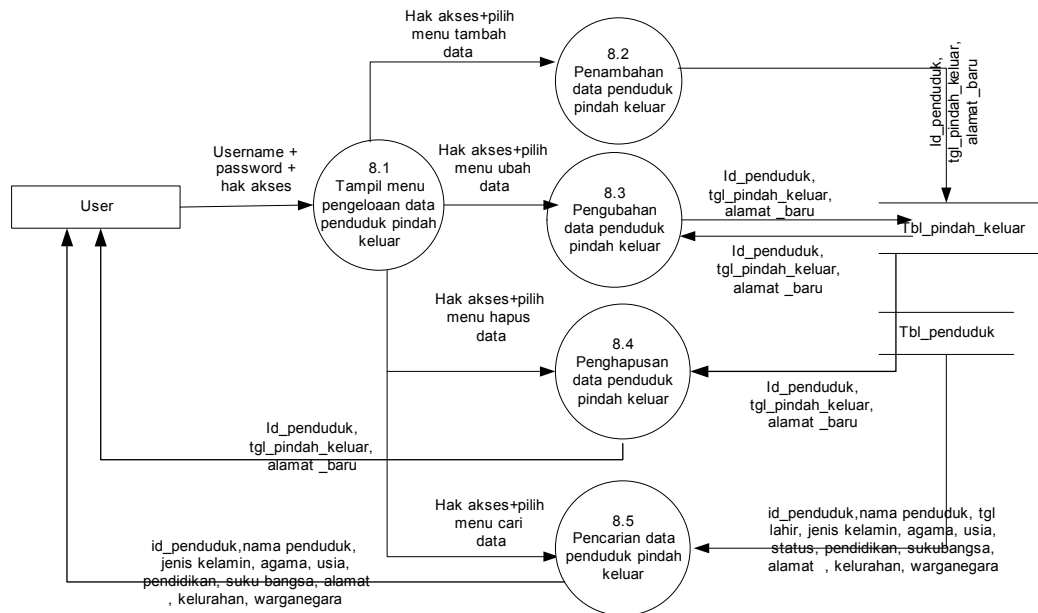 Hak akses+pilih
menu tambah
data
8.2
Penambahan
data penduduk
pindah keluar
Id_penduduk,
tgl_pindah_keluar,
alamat _baru
Username +
password +
hak akses
8.1
Tampil menu
pengeloaan data
penduduk pindah
keluar
Hak akses+pilih
menu ubah
data
8.3
Pengubahan
data penduduk
pindah keluar
Id_penduduk,
tgl_pindah_keluar,
alamat _baru
User
Tbl_pindah_keluar
Id_penduduk,
tgl_pindah_keluar,
alamat _baru
Hak akses+pilih
menu hapus
data
8.4
Penghapusan
data penduduk
pindah keluar
Tbl_penduduk
Id_penduduk,
tgl_pindah_keluar,
alamat _baru
Id_penduduk,
tgl_pindah_keluar,
alamat _baru
Hak akses+pilih
menu cari
data
8.5
Pencarian data
penduduk pindah
keluar
id_penduduk,nama penduduk, tgl
lahir, jenis kelamin, agama, usia,
status, pendidikan, sukubangsa,
alamat , kelurahan, warganegara
id_penduduk,nama penduduk,
jenis kelamin, agama, usia,
pendidikan, suku bangsa, alamat
, kelurahan, warganegara